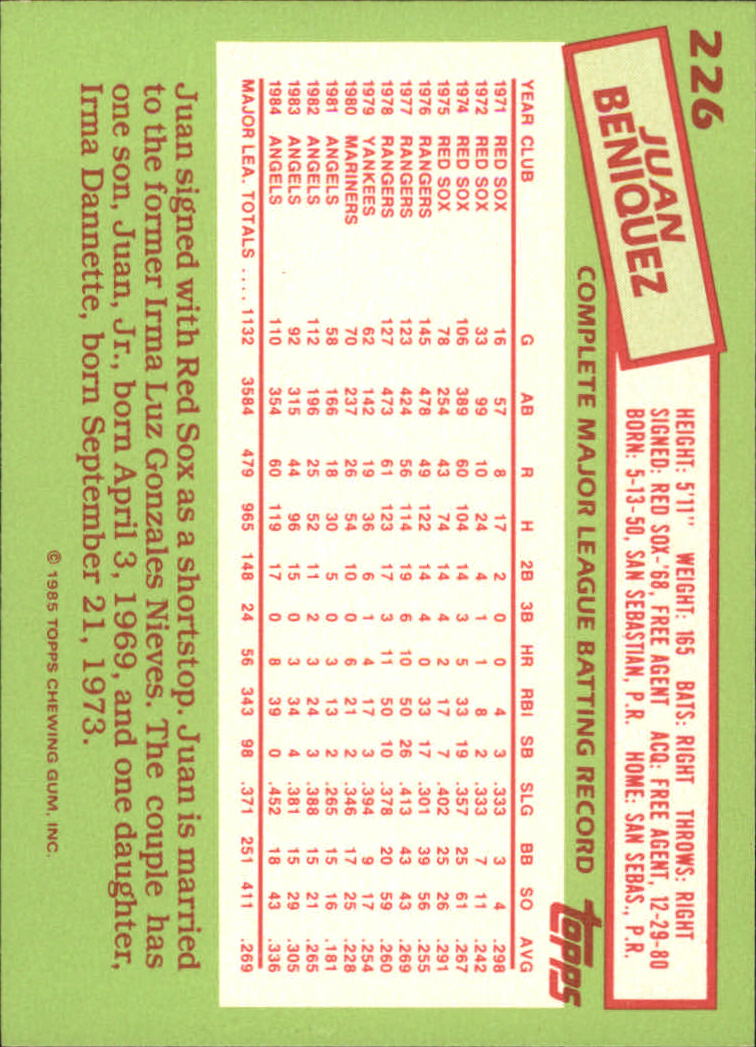 226
JUAN
BENIQUEZ
HEIGHT: 5'11" WEIGHT: 165 BATS: RIGHT THROWS: RIGHT
SIGNED: RED SOX-'68, FREE AGENT ACQ: FREE AGENT, 12-29-80
BORN: 5-13-50, SAN SEBASTIAN, P.R. HOME: SAN SEBAS., P.R.
COMPLETE MAJOR LEAGUE BATTING RECORD
topps
YEAR CLUB G AB R H 2B 3B HR RBI SB SLG BB SO AVG
1971 RED SOX 16 57 8 17 2 0 0 4 3 .333 3 4 .298
1972 RED SOX 33 99 10 24 4 1 1 8 2 .333 7 11 .242
1974 RED SOX 106 389 60 104 14 3 5 33 19 .357 25 61 .267
1975 RED SOX 78 254 43 74 14 4 2 17 7 .402 25 26 .291
1976 RANGERS 145 478 49 122 14 4 0 33 17 .301 39 56 .255
1977 RANGERS 123 424 56 114 19 6 10 50 26 .413 43 43 .269
1978 RANGERS 127 473 61 123 17 3 11 50 10 .378 20 59 .260
1979 YANKEES 62 142 19 36 6 1 4 17 3 .394 9 17 .254
1980 MARINERS 70 237 26 54 10 0 6 21 2 .346 17 25 .228
1981 ANGELS 58 166 18 30 5 0 3 13 2 .265 15 16 .181
1982 ANGELS 112 196 25 52 11 2 3 24 3 .388 15 21 .265
1983 ANGELS 92 315 44 96 15 0 3 34 4 .381 15 29 .305
1984 ANGELS 110 354 60 119 17 0 8 39 0 .452 18 43 .336
MAJOR LEA. TOTALS .... 1132 3584 479 965 148 24 56 343 98 .371 251 411 .269
Juan signed with Red Sox as a shortstop. Juan is married
to the former Irma Luz Gonzales Nieves. The couple has
one son, Juan, Jr., born April 3, 1969, and one daughter,
Irma Dannette, born September 21, 1973.
© 1985 TOPPS CHEWING GUM, INC.